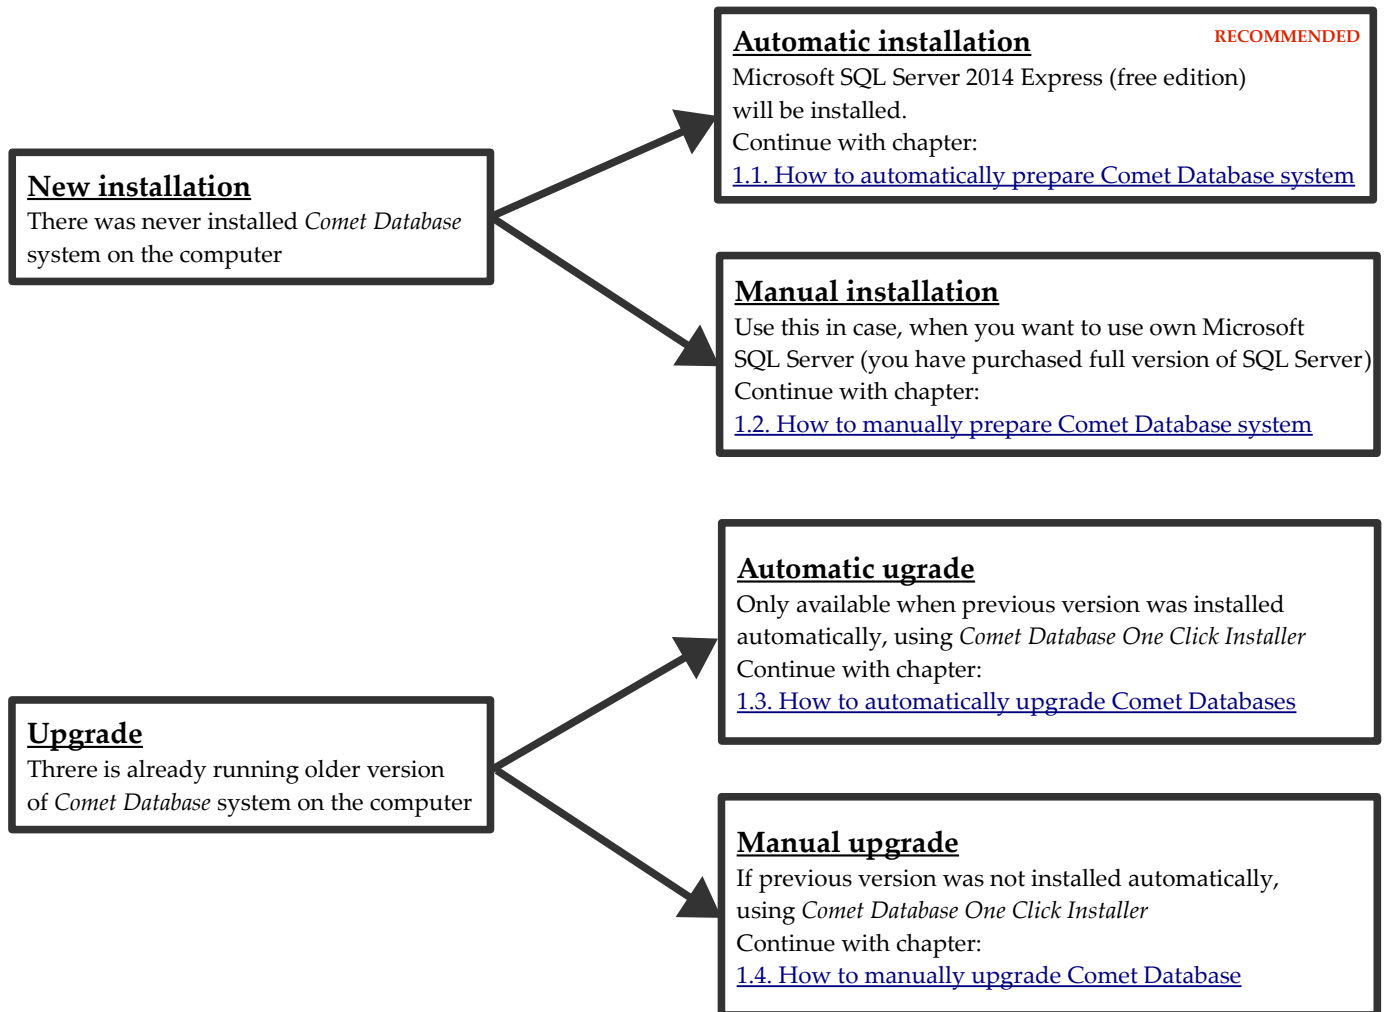 Automatic installation
RECOMMENDED
Microsoft SQL Server 2014 Express (free edition)
will be installed.
Continue with chapter:
1.1. How to automatically prepare Comet Database system
New installation
There was never installed Comet Database
system on the computer
Manual installation
Use this in case, when you want to use own Microsoft
SQL Server (you have purchased full version of SQL Server)
Continue with chapter:
1.2. How to manually prepare Comet Database system
Automatic ugrade
Only available when previous version was installed
automatically, using Comet Database One Click Installer
Continue with chapter:
1.3. How to automatically upgrade Comet Databases
Upgrade
Threre is already running older version
of Comet Database system on the computer
Manual upgrade
If previous version was not installed automatically,
using Comet Database One Click Installer
Continue with chapter:
1.4. How to manually upgrade Comet Database